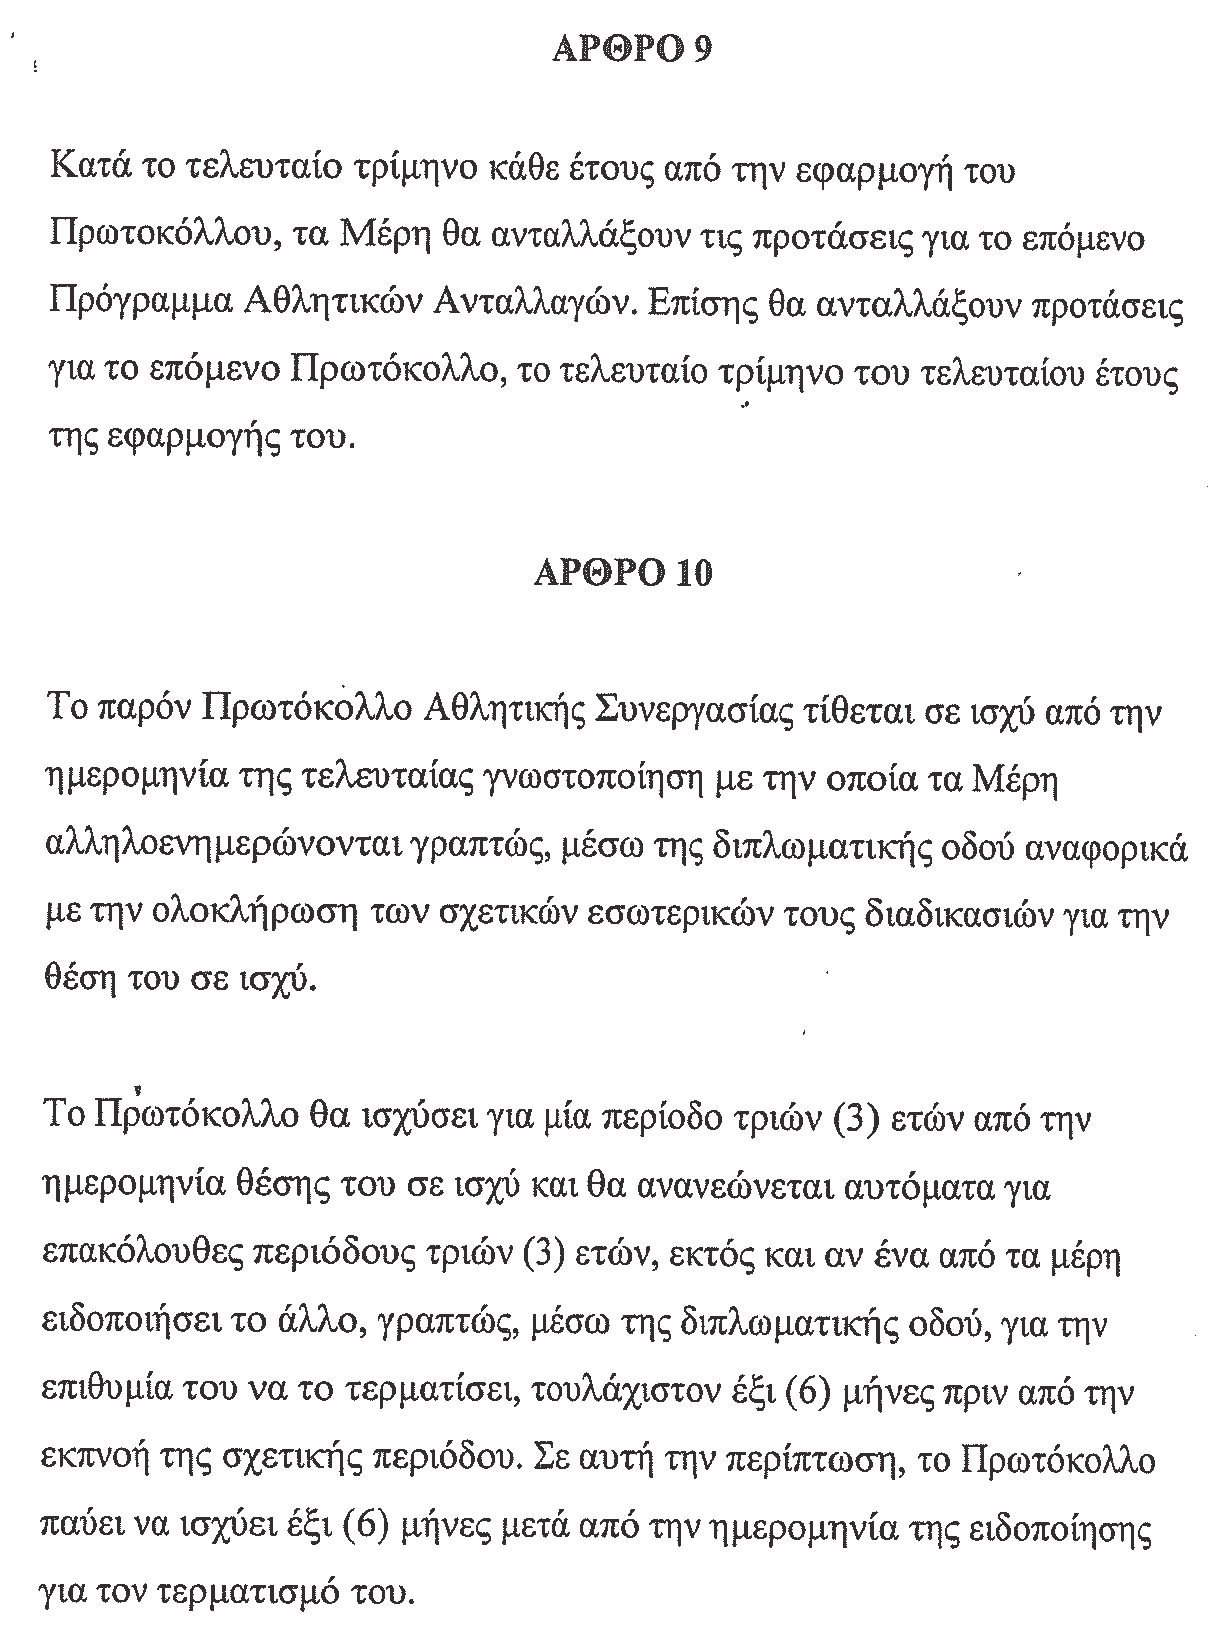 ΑΡΘΡΟ 9
Κατά το τελευταίο τρίμηνο κάθε έτους από την εφαρμογή του
Πρωτοκόλλου, τα Μέρη θα ανταλλάξουν τις προτάσεις για το επόμενο
Πρόγραμμα Αθλητικών Ανταλλαγών. Επίσης θα ανταλλάξουν προτάσεις
για το επόμενο Πρωτόκολλο, το τελευταίο τρίμηνο του τελευταίου έτους
της εφαρμογής του.
ΑΡΘΡΟ 10
Το παρόν Πρωτόκολλο Αθλητικής Συνεργασίας τίθεται σε ισχύ από την
ημερομηνία της τελευταίας γνωστοποίηση με την οποία τα Μέρη
αλληλοενημερώνονται γραπτώς, μέσω της διπλωματικής οδού αναφορικά
με την ολοκλήρωση των σχετικών εσωτερικών τους διαδικασιών για την
θέση του σε ισχύ.
Το Πρωτόκολλο θα ισχύσει για μία περίοδο τριών (3) ετών από την
ημερομηνία θέσης του σε ισχύ και θα ανανεώνεται αυτόματα για
επακόλουθες περιόδους τριών (3) ετών, εκτός και αν ένα από τα μέρη
ειδοποιήσει το άλλο, γραπτώς, μέσω της διπλωματικής οδού, για την
επιθυμία του να το τερματίσει, τουλάχιστον έξι (6) μήνες πριν από την
εκπνοή της σχετικής περιόδου. Σε αυτή την περίπτωση, το Πρωτόκολλο
παύει να ισχύει έξι (6) μήνες μετά από την ημερομηνία της ειδοποίησης
για τον τερματισμό του.